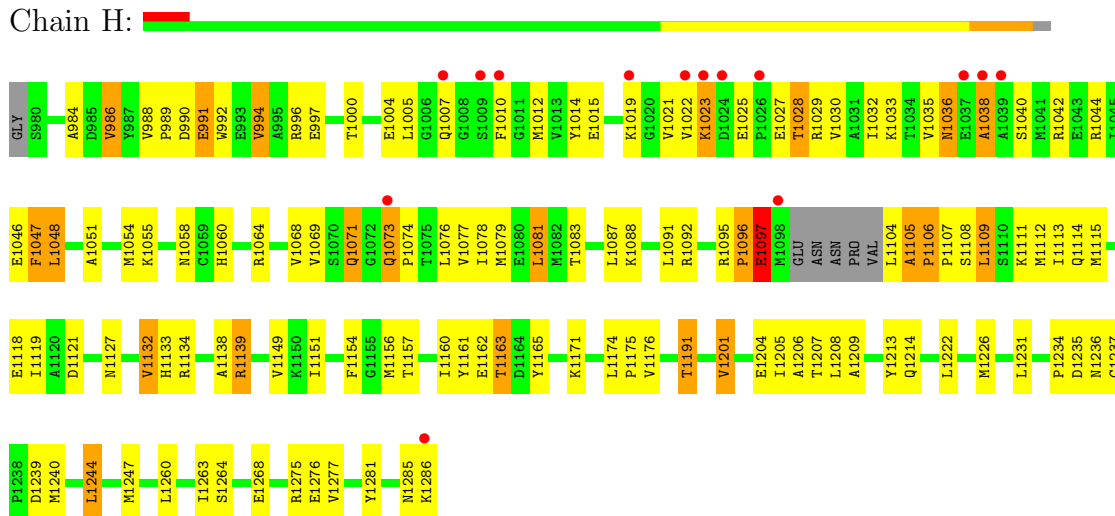 Chain H:
GLY S980 A984 D985 V986 Y987 V988 P989 D990 E991 W992 E993 V994 A995 R996 E997 T1000 E1004 L1005 G1006 Q1007 G1008 S1009 F1010 G1011 M1012 V1013 Y1014 E1015 K1019 G1020 V1021 V1022 K1023 D1024 E1025 P1026 E1027 T1028 R1029 V1030 A1031 I1032 K1033 T1034 V1035 N1036 E1037 A1038 A1039 S1040 M1041 R1042 E1043 R1044 I1045
E1046 F1047 L1048 A1051 M1054 K1055 N1058 C1059 H1060 R1064 V1068 V1069 S1070 Q1071 G1072 Q1073 P1074 T1075 L1076 V1077 I1078 M1079 E1080 L1081 M1082 T1083 L1087 K1088 L1091 R1092 R1095 P1096 E1097 M1098 GLU ASN ASN PRO VAL L1104 A1105 P1106 P1107 S1108 L1109 S1110 K1111 M1112 I1113 Q1114 M1115
E1118 I1119 A1120 D1121 N1127 V1132 H1133 R1134 A1138 R1139 V1149 K1150 I1151 F1154 G1155 M1156 T1157 I1160 Y1161 E1162 T1163 D1164 Y1165 K1171 L1174 P1175 V1176 T1191 V1201 E1204 I1205 A1206 T1207 L1208 A1209 Y1213 Q1214 L1222 M1226 L1231 P1234 D1235 N1236 C1237
P1238 D1239 M1240 L1244 M1247 L1260 I1263 S1264 E1268 R1275 E1276 V1277 Y1281 N1285 K1286